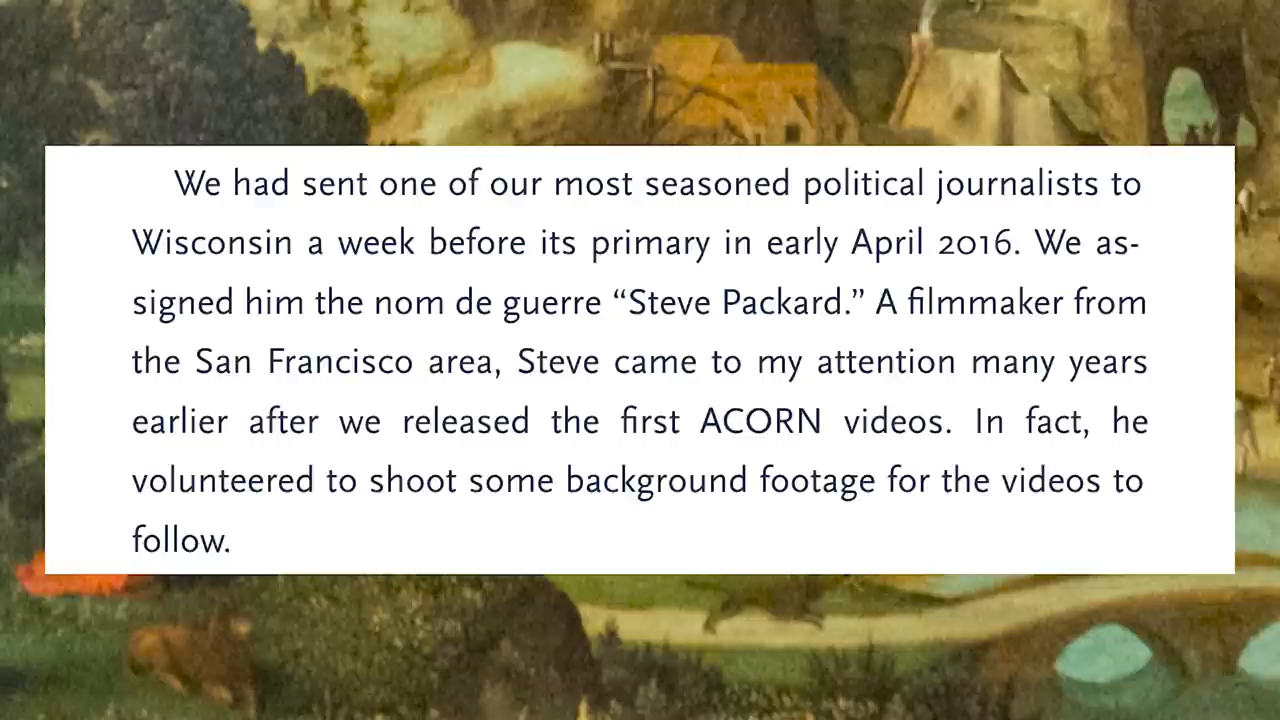 We had sent one of our most seasoned political journalists to
Wisconsin a week before its primary in early April 2016. We as-
signed him the nom de guerre “Steve Packard.” A filmmaker from
the San Francisco area, Steve came to my attention many years
earlier after we released the first ACORN videos. In fact, he
volunteered to shoot some background footage for the videos to
follow.